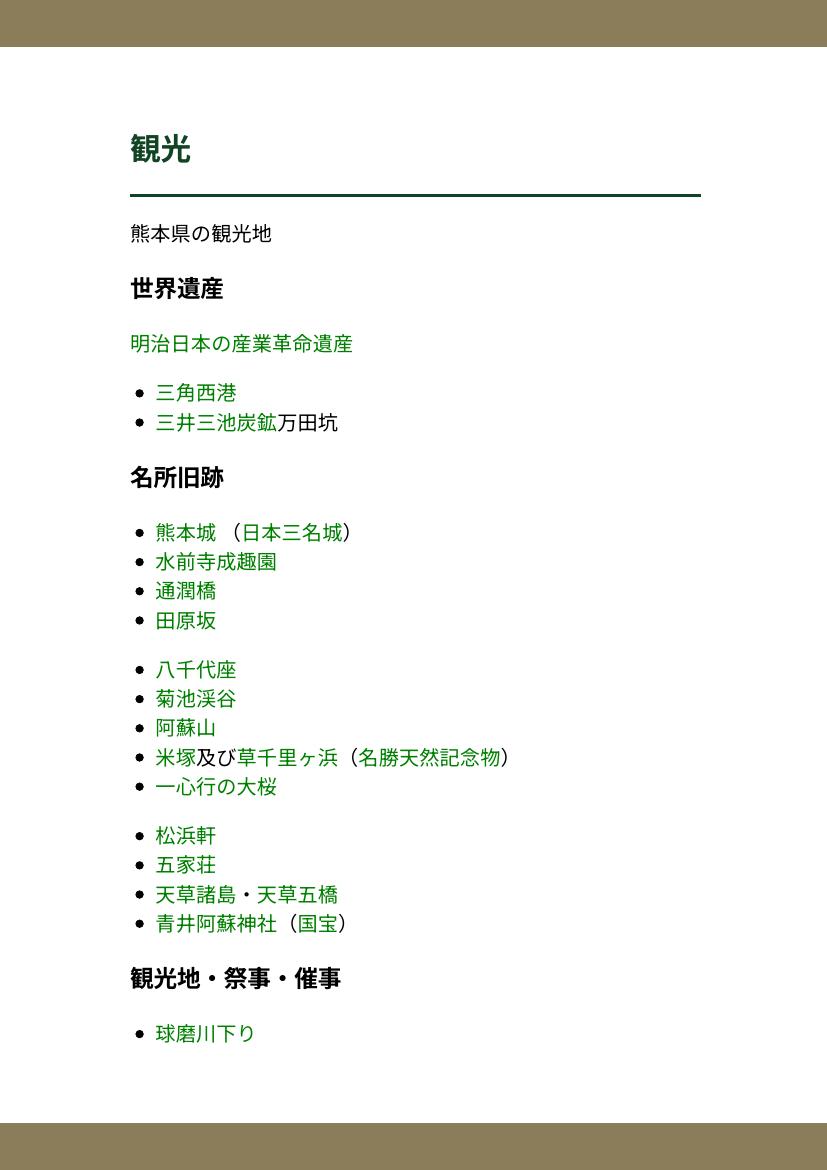 観光
熊本県の観光地
世界遺産
明治日本の産業革命遺産
三角西港
三井三池炭鉱万田坑
名所旧跡
熊本城 （日本三名城）
水前寺成趣園
通潤橋
田原坂
八千代座
菊池渓谷
阿蘇山
米塚及び草千里ヶ浜（名勝天然記念物）
一心行の大桜
松浜軒
五家荘
天草諸島・天草五橋
青井阿蘇神社（国宝）
観光地・祭事・催事
球磨川下り